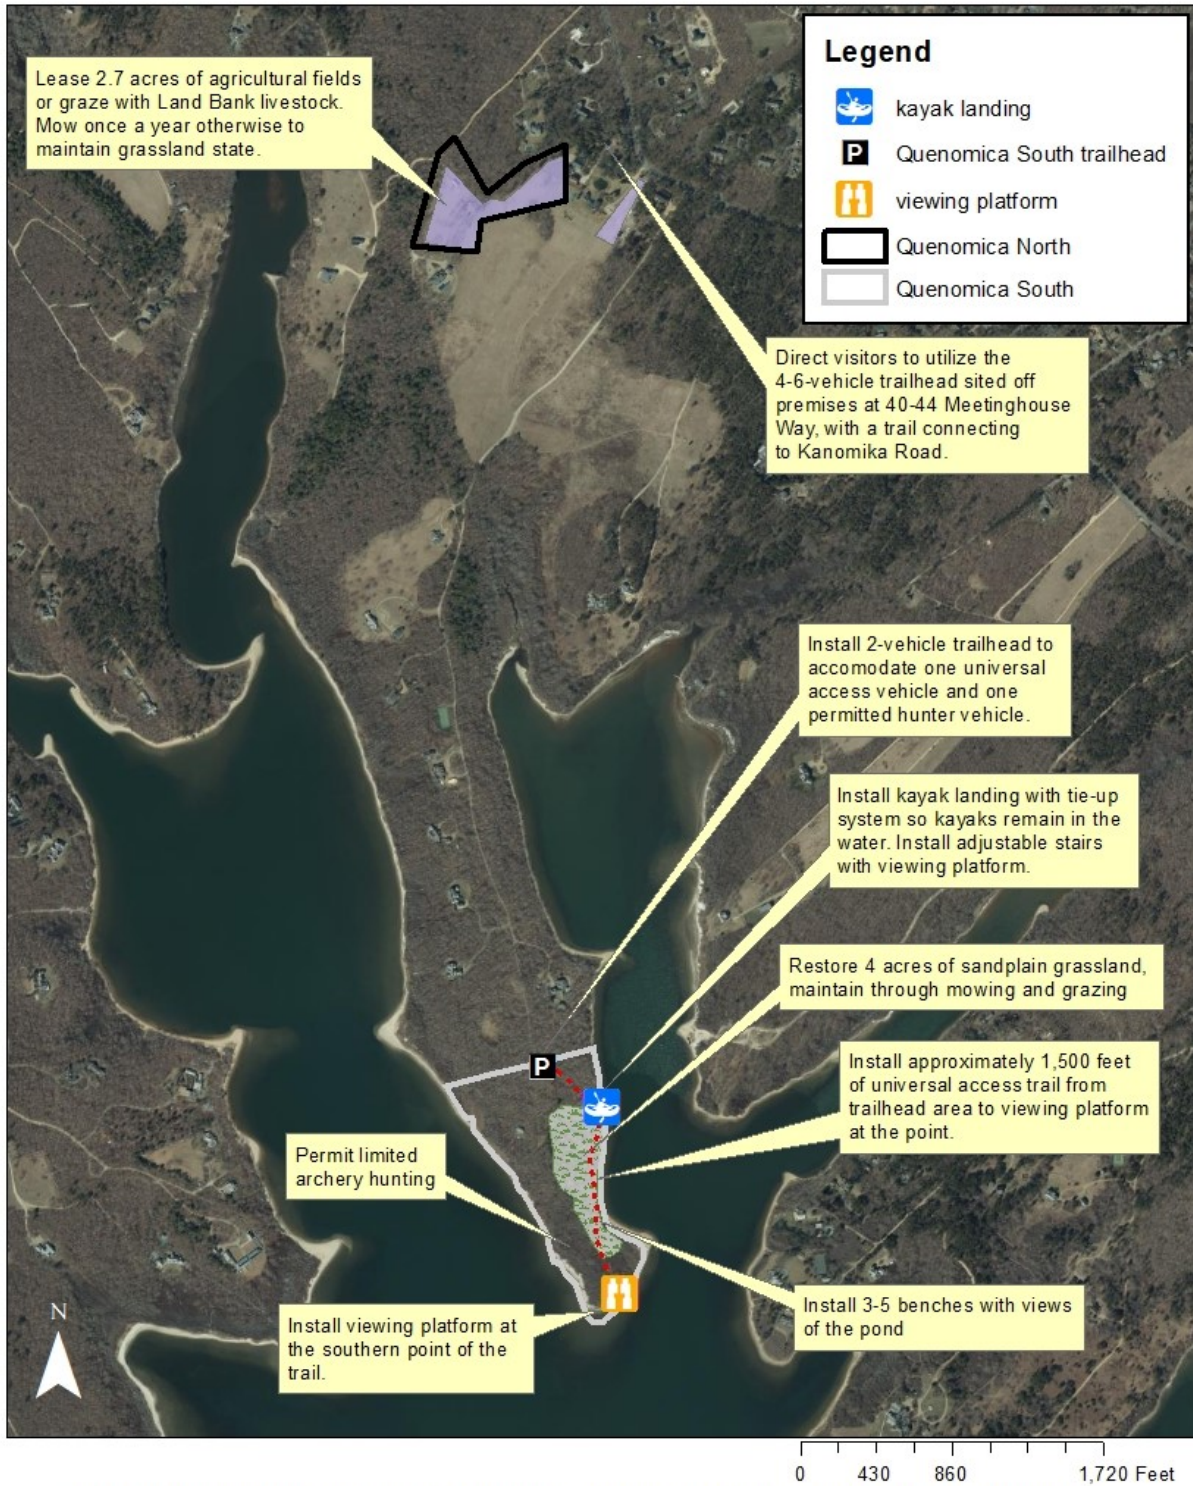 Lease 2.7 acres of agricultural fields
or graze with Land Bank livestock.
Mow once a year otherwise to
maintain grassland state.
Legend
kayak landing
P
Quenomica South trailhead
viewing platform
Quenomica North
Quenomica South
Direct visitors to utilize the
4-6-vehicle trailhead sited off
premises at 40-44 Meetinghouse
Way, with a trail connecting
to Kanomika Road.
Install 2-vehicle trailhead to
accomodate one universal
access vehicle and one
permitted hunter vehicle.
Install kayak landing with tie-up
system so kayaks remain in the
water. Install adjustable stairs
with viewing platform.
Restore 4 acres of sandplain grassland,
maintain through mowing and grazing
Install approximately 1,500 feet
of universal access trail from
trailhead area to viewing platform
at the point.
P
Permit limited
archery hunting
Install 3-5 benches with views
of the pond
Install viewing platform at
the southern point of the
trail.
N
0 430 860 1,720 Feet